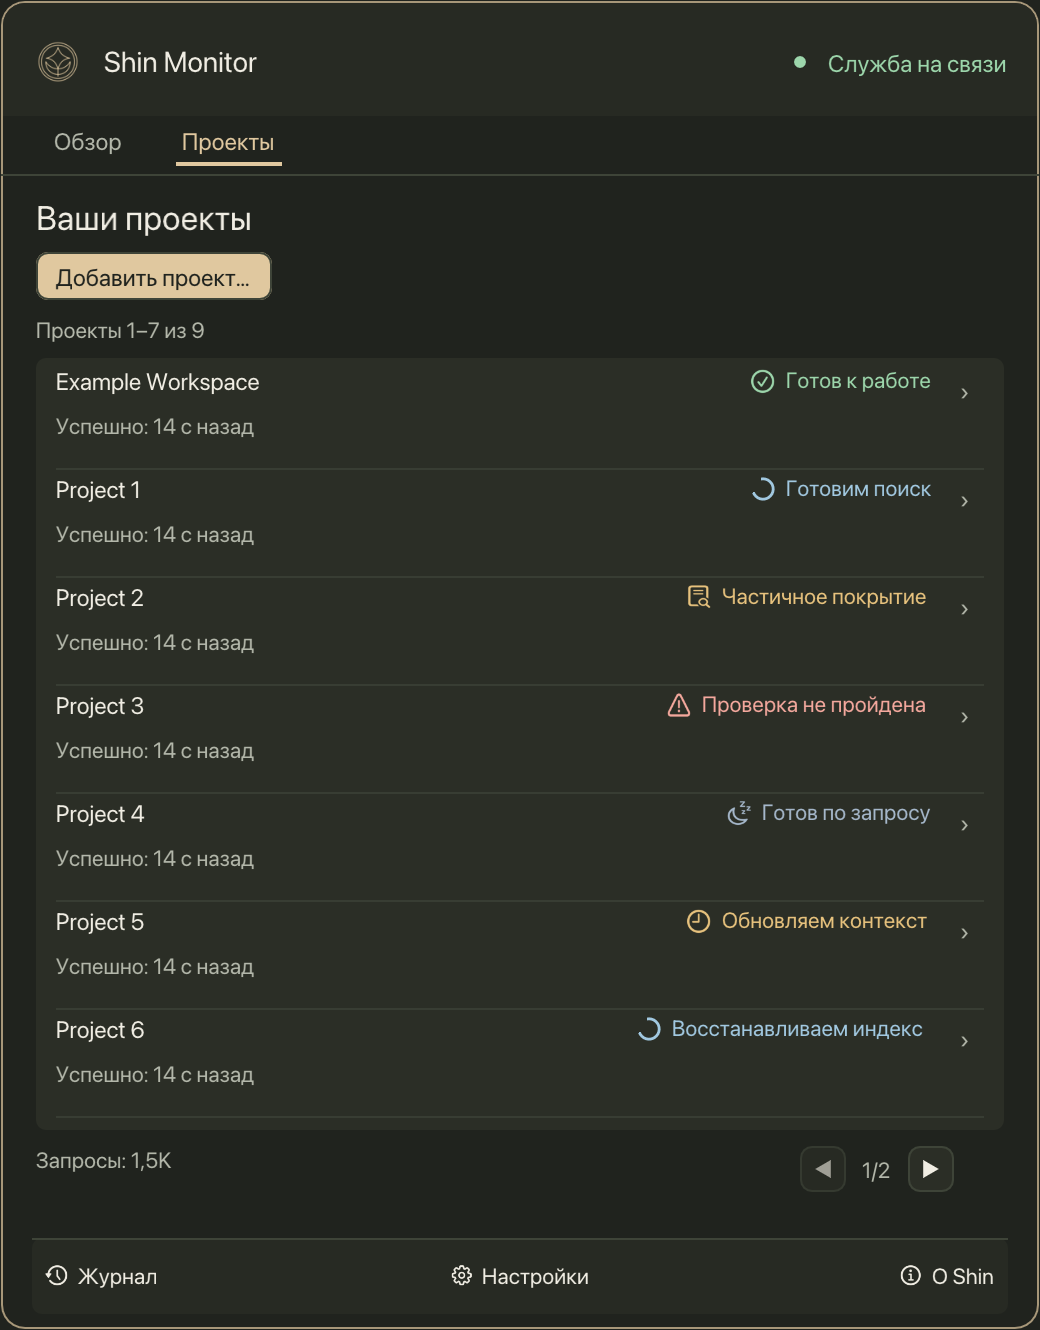 Shin Monitor
Служба на связи
Обзор
Проекты
Ваши проекты
Добавить проект...
Проекты 1–7 из 9
Example Workspace
Готов к работе
Успешно: 14 с назад
Project 1
Готовим поиск
Успешно: 14 с назад
Project 2
Частичное покрытие
Успешно: 14 с назад
Project 3
Проверка не пройдена
Успешно: 14 с назад
Project 4
Готов по запросу
Успешно: 14 с назад
Project 5
Обновляем контекст
Успешно: 14 с назад
Project 6
Восстанавливаем индекс
Успешно: 14 с назад
Запросы: 1,5K
1/2
Журнал
Настройки
О Shin